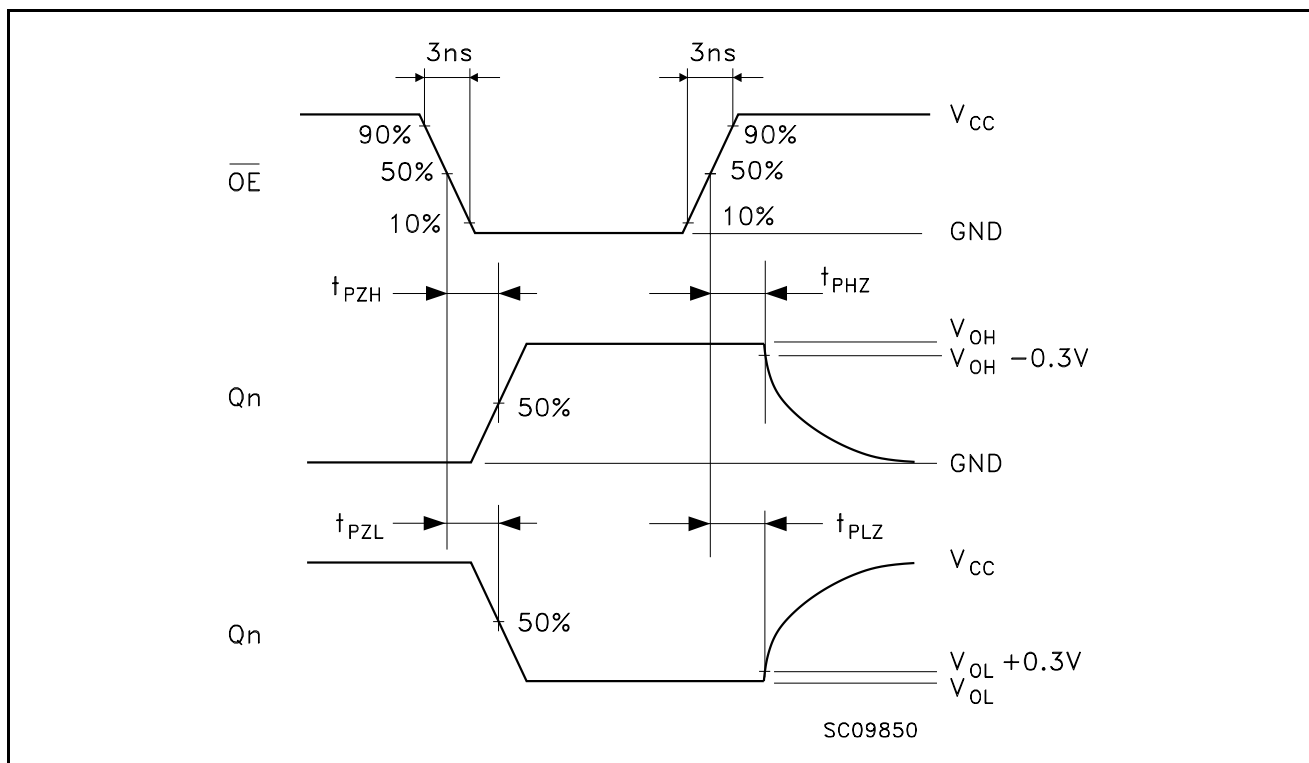 3ns 3ns
V CC
90% 90%
50% 50%
OE
10% 10%
GND
tPZH tPHZ
VOH
VOH −0.3V
Qn
50%
GND
tPZL tPLZ
VCC
50%
Qn
VOL +0.3V
VOL
SC09850